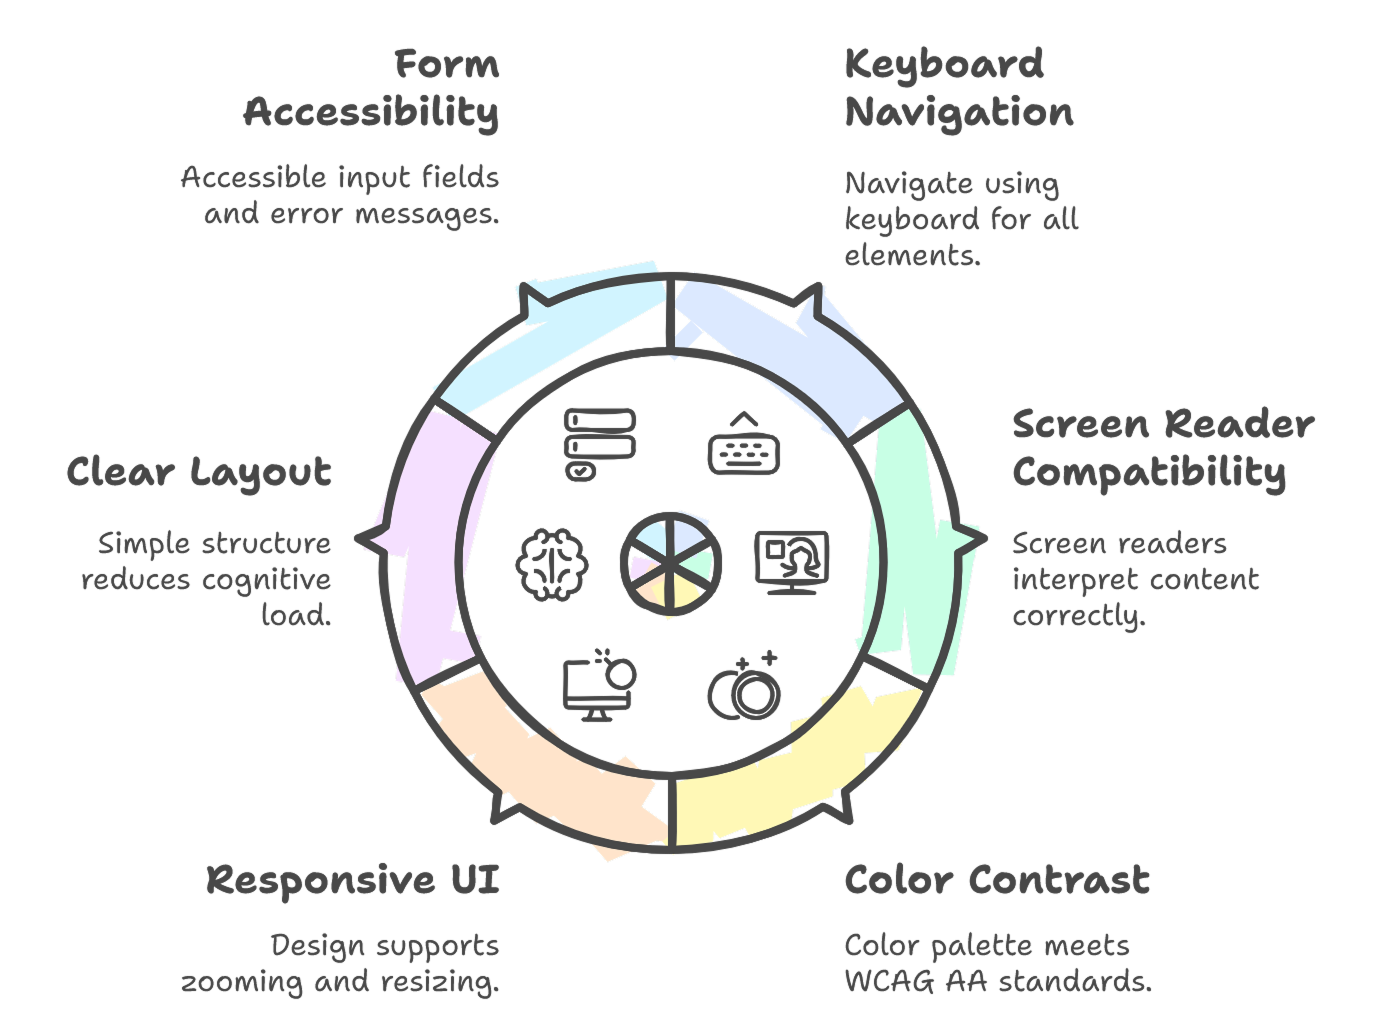 Form
Accessibility
Accessible input fields
and error messages.
Keyboard
Navigation
Navigate using
keyboard for all
elements.
Clear Layout
Simple structure
reduces cognitive
load.
Screen Reader
Compatibility
Screen readers
interpret content
correctly.
Responsive UI
Design supports
zooming and resizing.
Color Contrast
Color palette meets
WCAG AA standards.